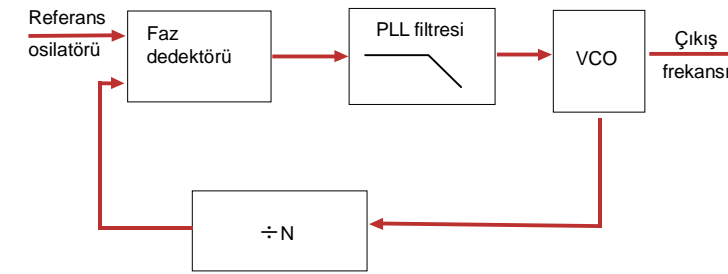 Referans
osilatörü
Faz
dedektörü
PLL filtresi
VCO
Çıkış
frekansı
÷N